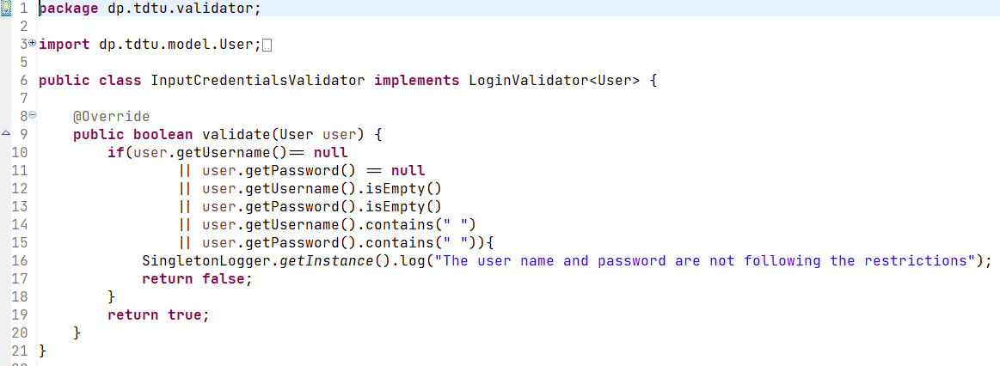 1 package dp.tdtu.validator;
2
3 import dp.tdtu.model.User;
5
6 public class InputCredentialsValidator implements LoginValidator<User> {
7
8     @Override
9     public boolean validate(User user) {
10         if(user.getUsername()== null
11                 || user.getPassword() == null
12                 || user.getUsername().isEmpty()
13                 || user.getPassword().isEmpty()
14                 || user.getUsername().contains(" ")
15                 || user.getPassword().contains(" ")){
16             SingletonLogger.getInstance().log("The user name and password are not following the restrictions");
17             return false;
18         }
19         return true;
20     }
21 }